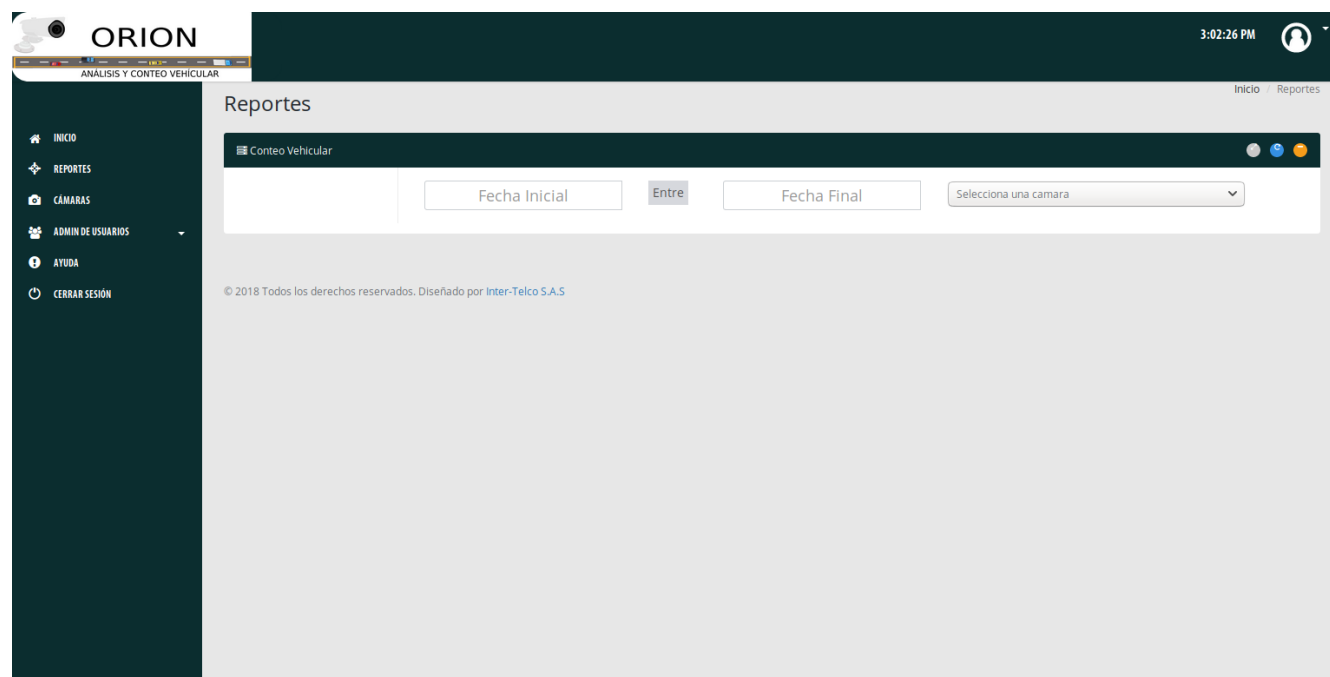 ORION
ANÁLISIS Y CONTEO VEHÍCULAR
3:02:26 PM
Reportes
Inicio / Reportes
INICIO
REPORTES
CÁMARAS
ADMIN DE USUARIOS
AYUDA
CERRAR SESIÓN
Conteo Vehicular
Fecha Inicial Entre Fecha Final Selecciona una camara
© 2018 Todos los derechos reservados. Diseñado por Inter-Telco S.A.S